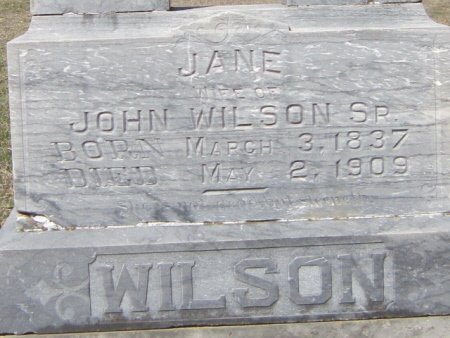 JANE
WIFE OF
JOHN WILSON SR.
BORN MARCH 3, 1837
DIED MAY 2, 1909
WILSON